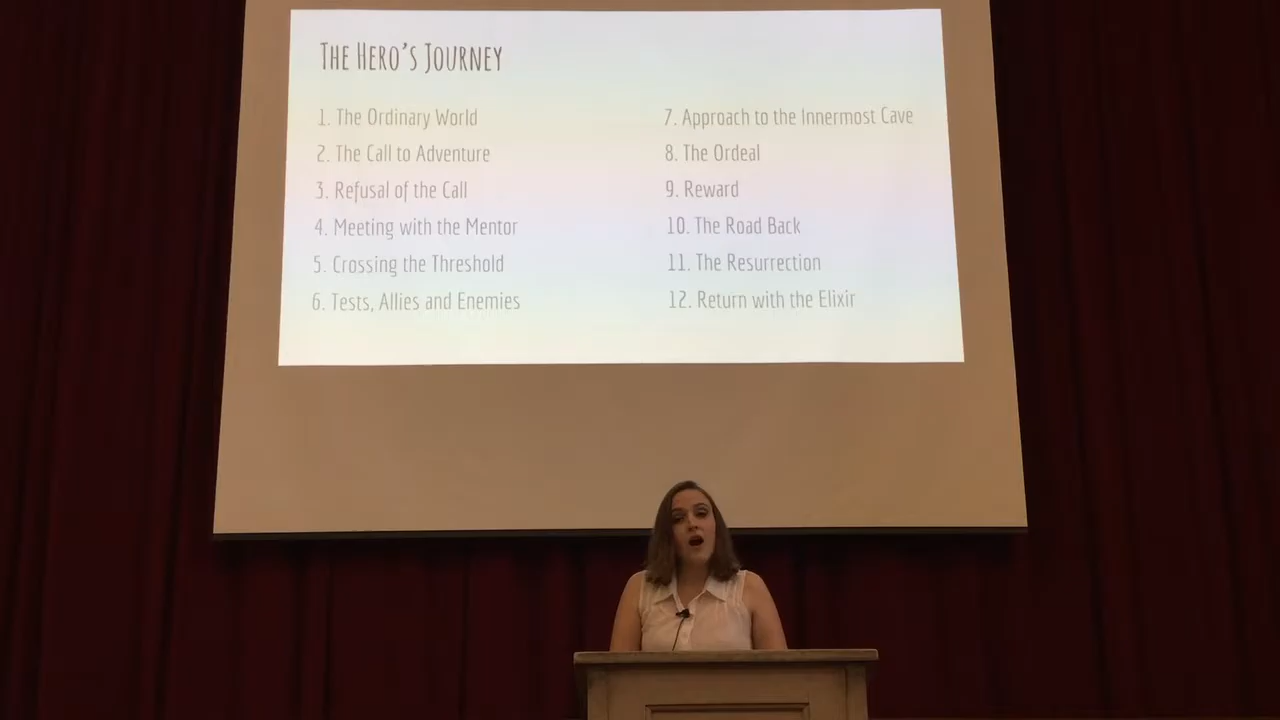 THE HERO'S JOURNEY
1. The Ordinary World
2. The Call to Adventure
3. Refusal of the Call
4. Meeting with the Mentor
5. Crossing the Threshold
6. Tests, Allies and Enemies
7. Approach to the Innermost Cave
8. The Ordeal
9. Reward
10. The Road Back
11. The Resurrection
12. Return with the Elixir